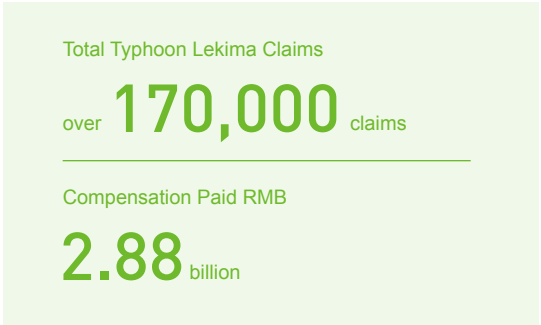 Total Typhoon Lekima Claims
over 170,000 claims
Compensation Paid RMB
2.88 billion